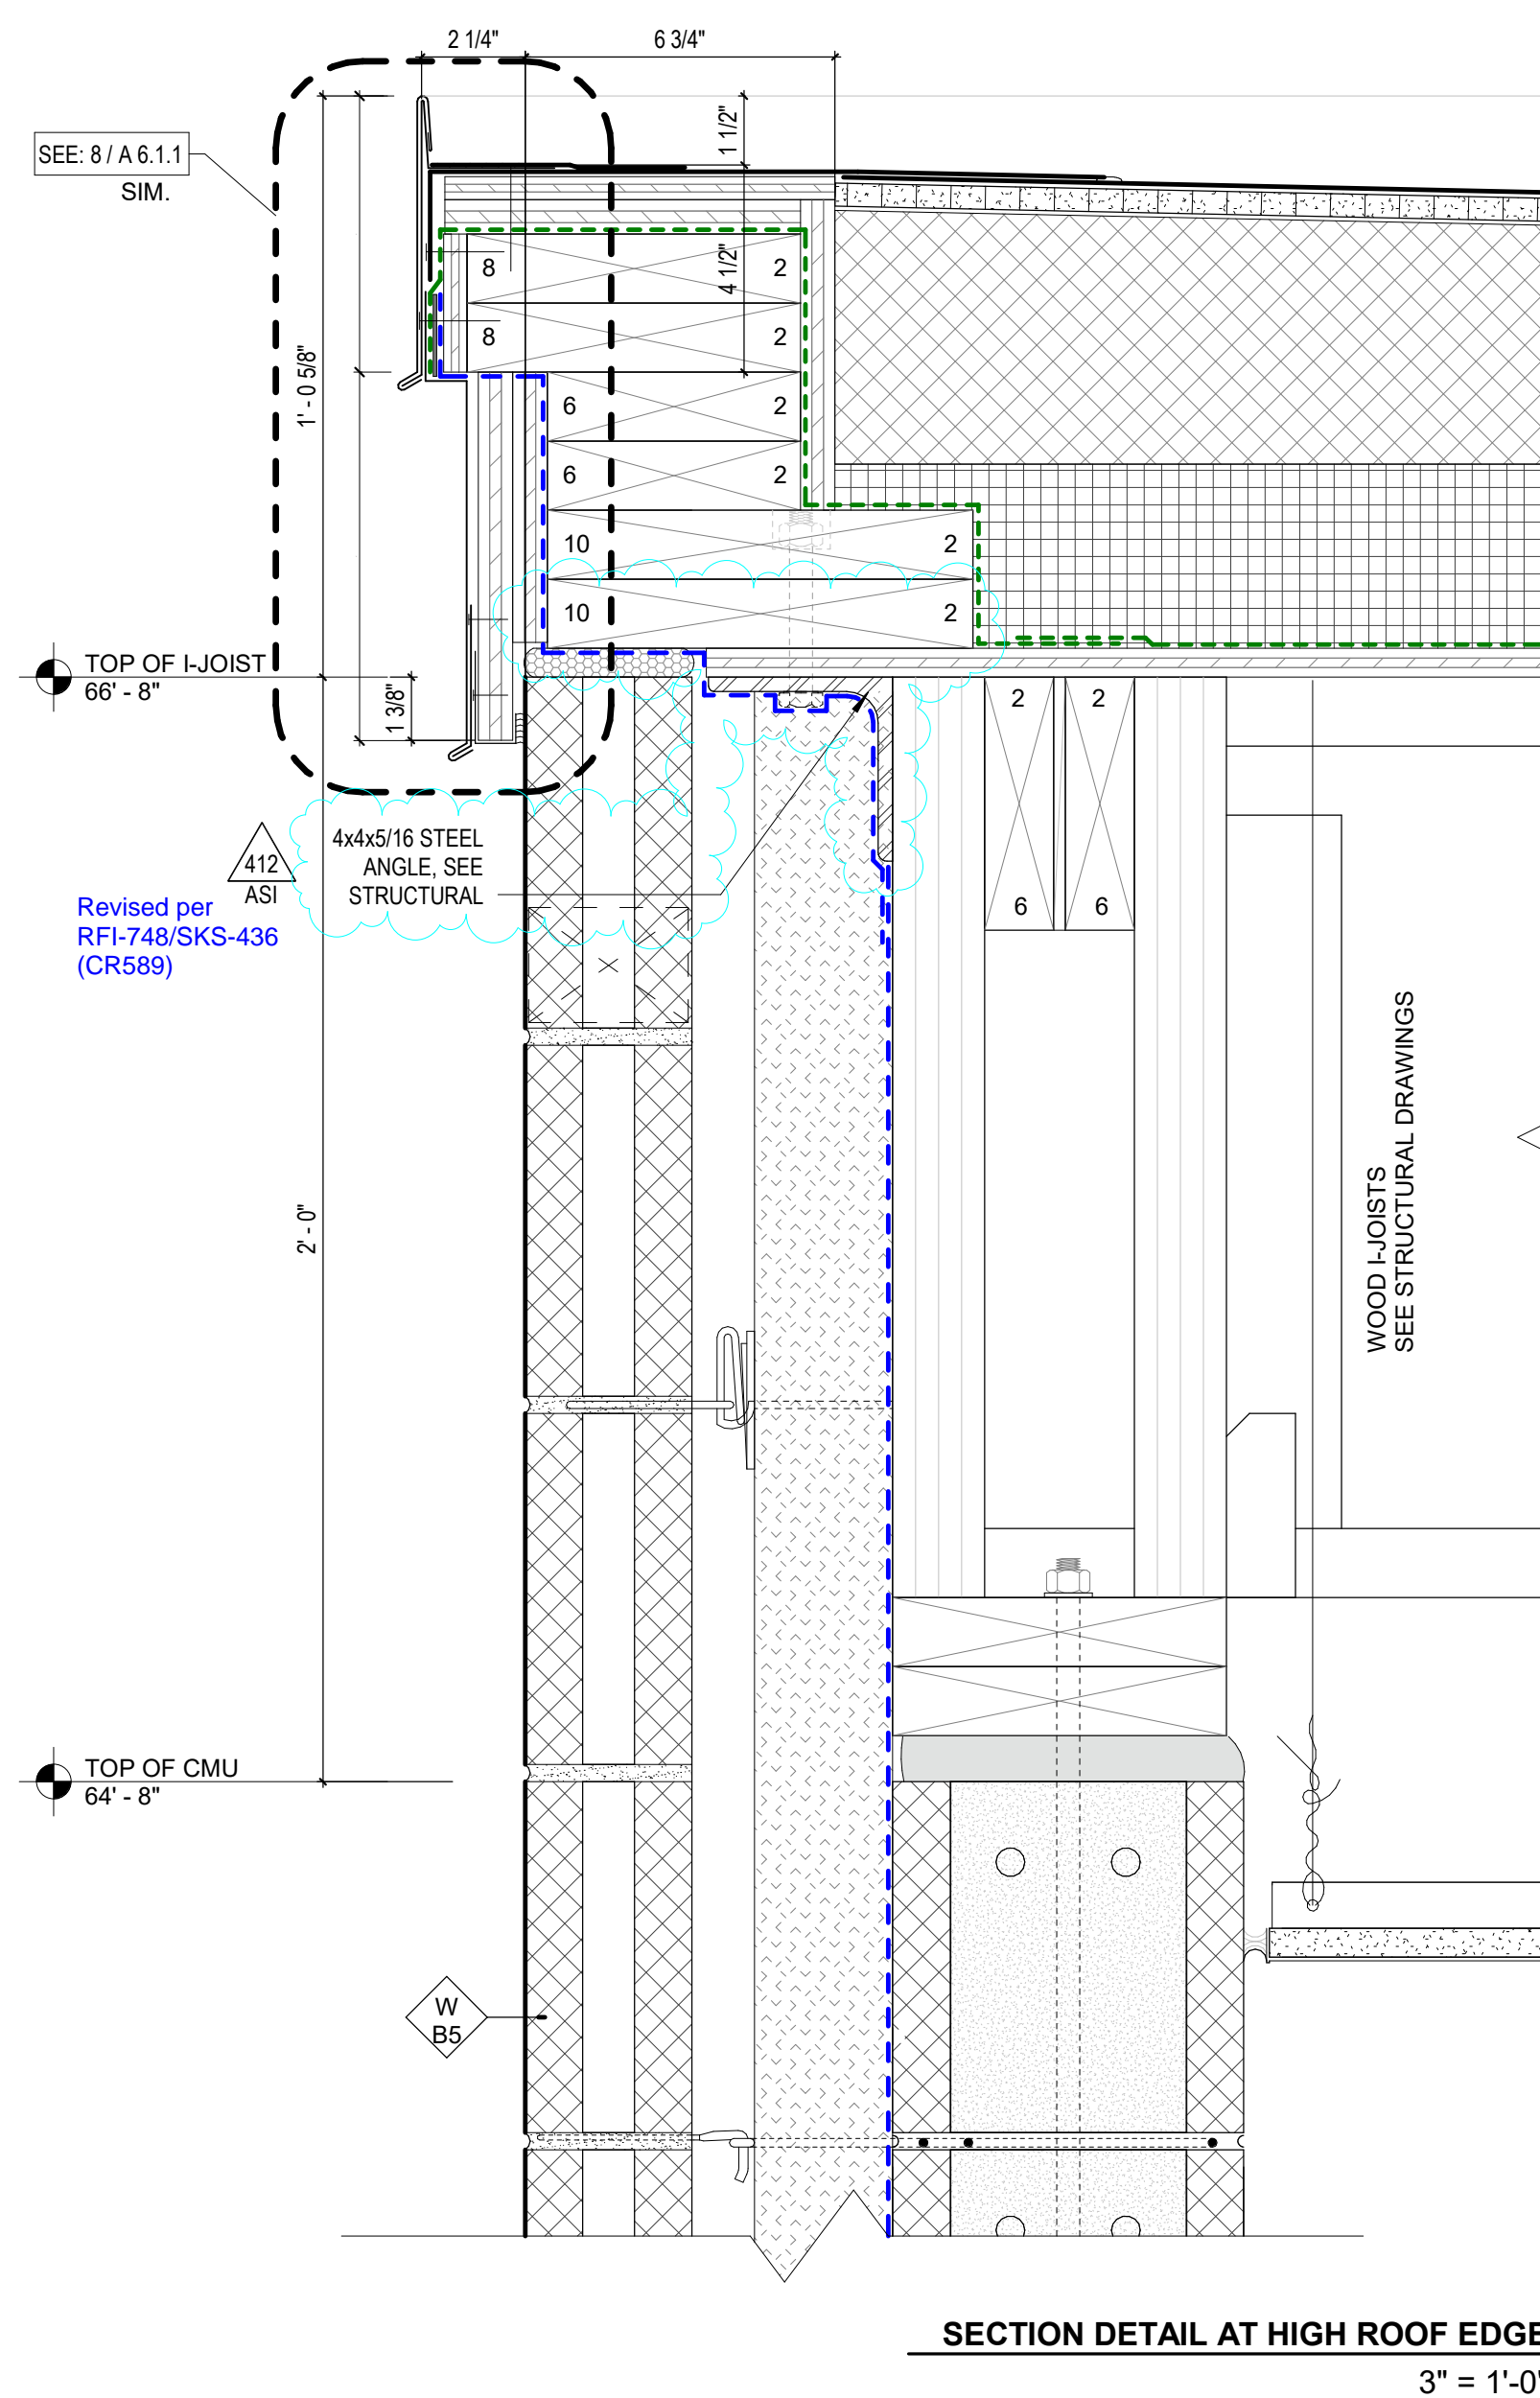 2 1/4"
6 3/4"
1 1/2"
SEE: 8 / A 6.1.1
SIM.
8
2
4 1/2"
8
2
1' - 0 5/8"
6
2
6
2
10
2
10
2
TOP OF I-JOIST
66' - 8"
1 3/8"
2
2
4x4x5/16 STEEL
ANGLE, SEE
STRUCTURAL
412
ASI
Revised per
RFI-748/SKS-436
(CR589)
6
6
WOOD I-JOISTS
SEE STRUCTURAL DRAWINGS
2' - 0"
TOP OF CMU
64' - 8"
W
B5
SECTION DETAIL AT HIGH ROOF EDGE
3" = 1'-0"